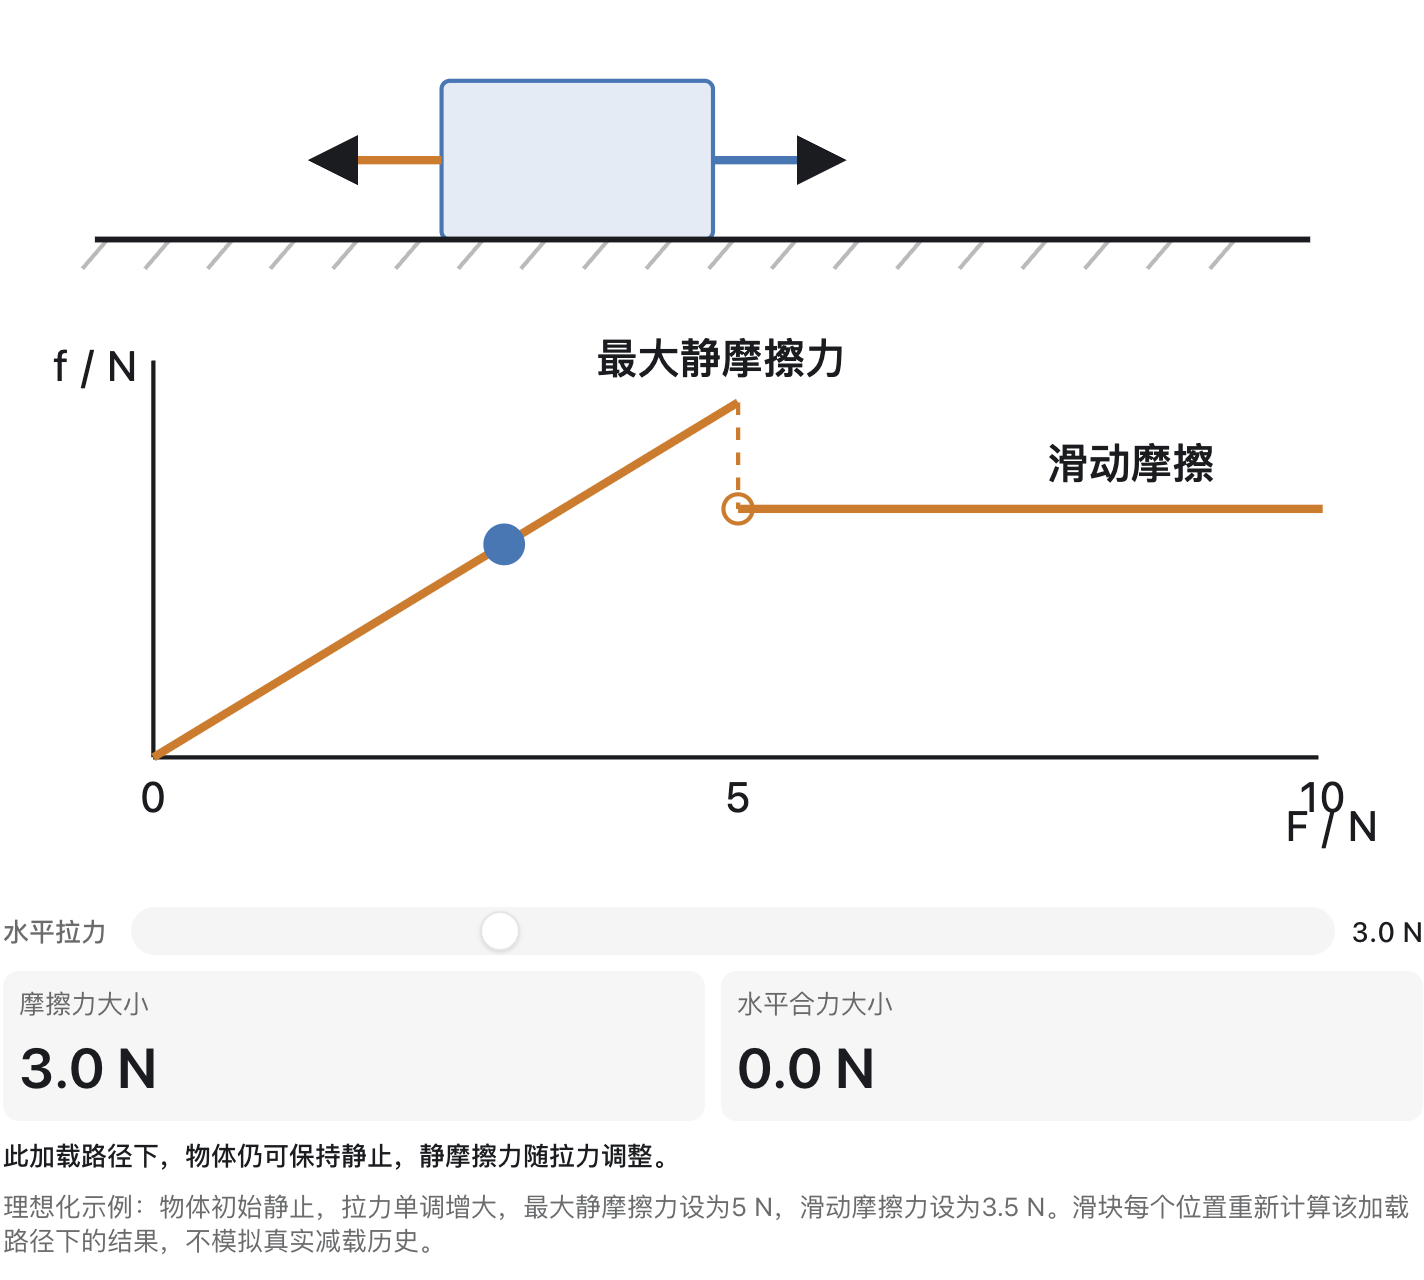 最大静摩擦力
f / N
滑动摩擦
0
5
10
F / N
水平拉力
3.0 N
摩擦力大小
3.0 N
水平合力大小
0.0 N
此加载路径下，物体仍可保持静止，静摩擦力随拉力调整。
理想化示例：物体初始静止，拉力单调增大，最大静摩擦力设为5 N，滑动摩擦力设为3.5 N。滑块每个位置重新计算该加载
路径下的结果，不模拟真实减载历史。